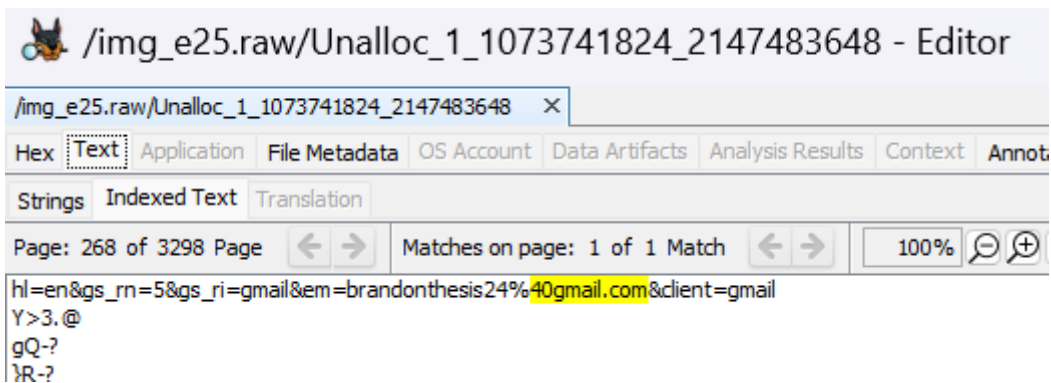 /img_e25.raw/Unalloc_1_1073741824_2147483648 - Editor
/img_e25.raw/Unalloc_1_1073741824_2147483648 ×
Hex Text Application File Metadata OS Account Data Artifacts Analysis Results Context Annota
Strings Indexed Text Translation
Page: 268 of 3298 Page Matches on page: 1 of 1 Match 100%
hl=en&gs_rn=5&gs_ri=gmail&em=brandonthesis24%40gmail.com&client=gmail
Y>3.@
gQ-?
}R-?